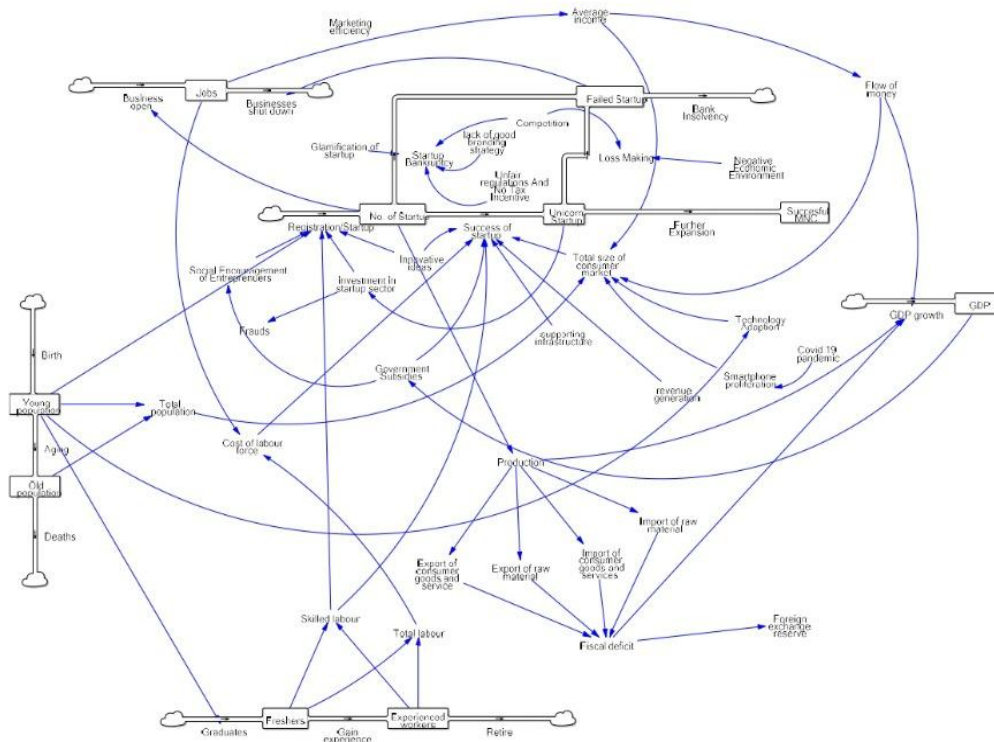 Average
income
Marketing
efficiency
Jobs
Business
open
Businesses
shut down
Failed Startup
Bank
Insolvency
Flow of
money
Competition
Glamification of
startup
lack of good
branding
strategy
Startup
Bankruptcy
Loss Making
Negative
Economic
Environment
Unfair
regulations And
No Tax
Incentive
No. of Startup
Unicorn
Startup
Succesful
MNC
Registration/Startup
Success of
startup
Further
Expansion
Innovative
ideas
Total size of
consumer
market
Social Encouragement
of Entreprenuers
Investment in
startup sector
Frauds
supporting
infrastructure
Technology
Adaption
GDP
GDP growth
Covid 19
pandemic
Birth
Government
Subsidies
Smartphone
proliferation
revenue
generation
Young
population
Total
population
Aging
Cost of labour
force
Production
Old
population
Deaths
Import of raw
material
Export of
consumer
goods and
service
Export of raw
material
Import of
consumer
goods and
services
Skilled labour
Total labour
Fiscal deficit
Foreign
exchange
reserve
Freshers
Experienced
workers
Graduates
Gain
experience
Retire